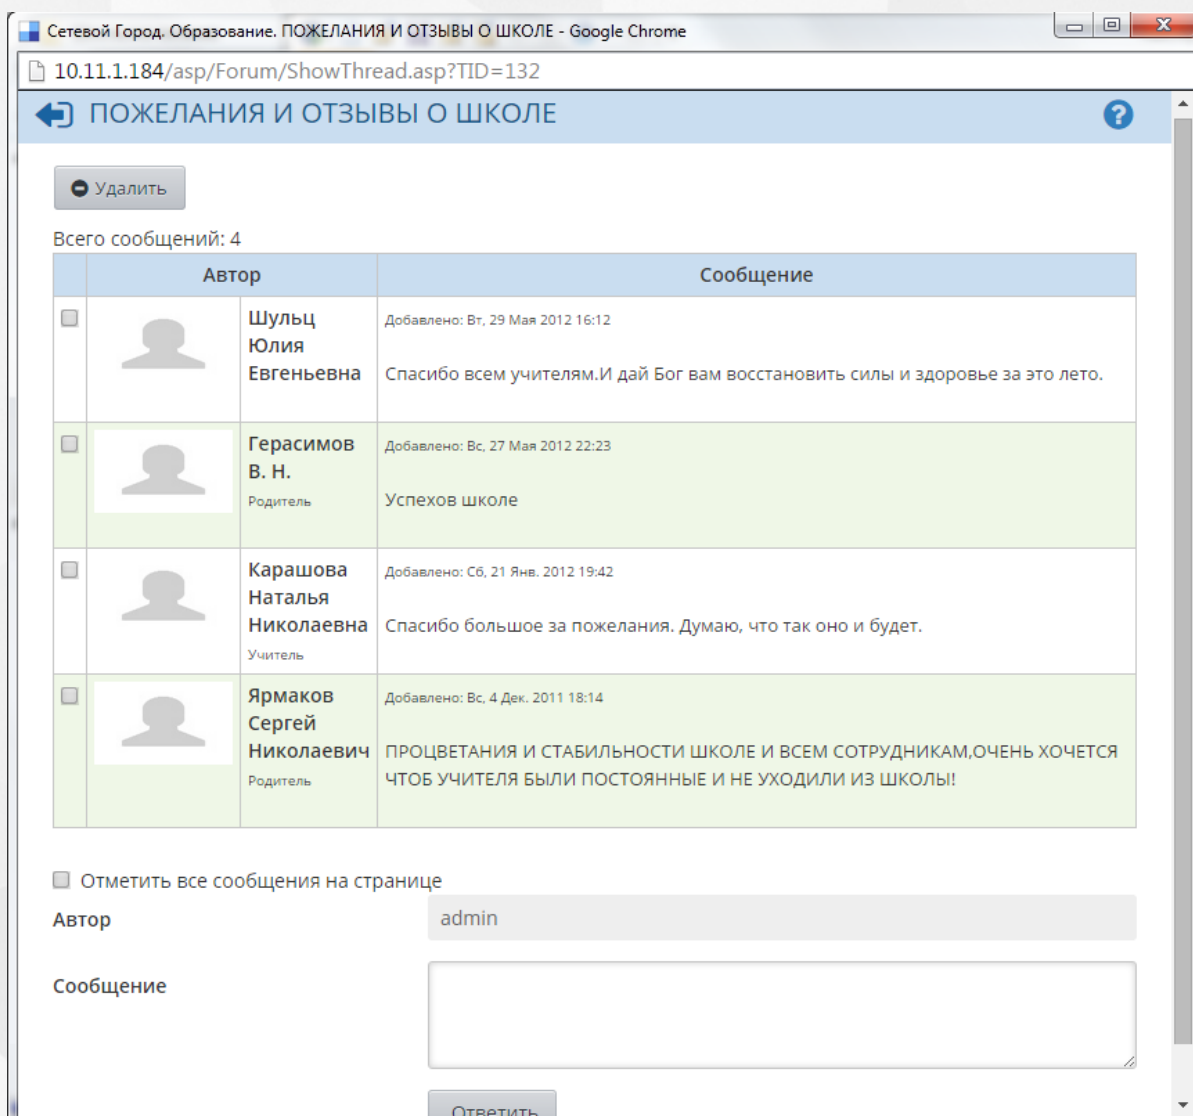 Сетевой Город. Образование. ПОЖЕЛАНИЯ И ОТЗЫВЫ О ШКОЛЕ - Google Chrome
10.11.1.184/asp/Forum/ShowThread.asp?TID=132
ПОЖЕЛАНИЯ И ОТЗЫВЫ О ШКОЛЕ
Удалить
Всего сообщений: 4
Автор Сообщение
Шульц
Юлия
Евгеньевна
Добавлено: Вт, 29 Мая 2012 16:12
Спасибо всем учителям.И дай Бог вам восстановить силы и здоровье за это лето.
Герасимов
В. Н.
Родитель
Добавлено: Вс, 27 Мая 2012 22:23
Успехов школе
Карашова
Наталья
Николаевна
Учитель
Добавлено: Сб, 21 Янв. 2012 19:42
Спасибо большое за пожелания. Думаю, что так оно и будет.
Ярмаков
Сергей
Николаевич
Родитель
Добавлено: Вс, 4 Дек. 2011 18:14
ПРОЦВЕТАНИЯ И СТАБИЛЬНОСТИ ШКОЛЕ И ВСЕМ СОТРУДНИКАМ,ОЧЕНЬ ХОЧЕТСЯ
ЧТОБ УЧИТЕЛЯ БЫЛИ ПОСТОЯННЫЕ И НЕ УХОДИЛИ ИЗ ШКОЛЫ!
Отметить все сообщения на странице
Автор admin
Сообщение
Ответить